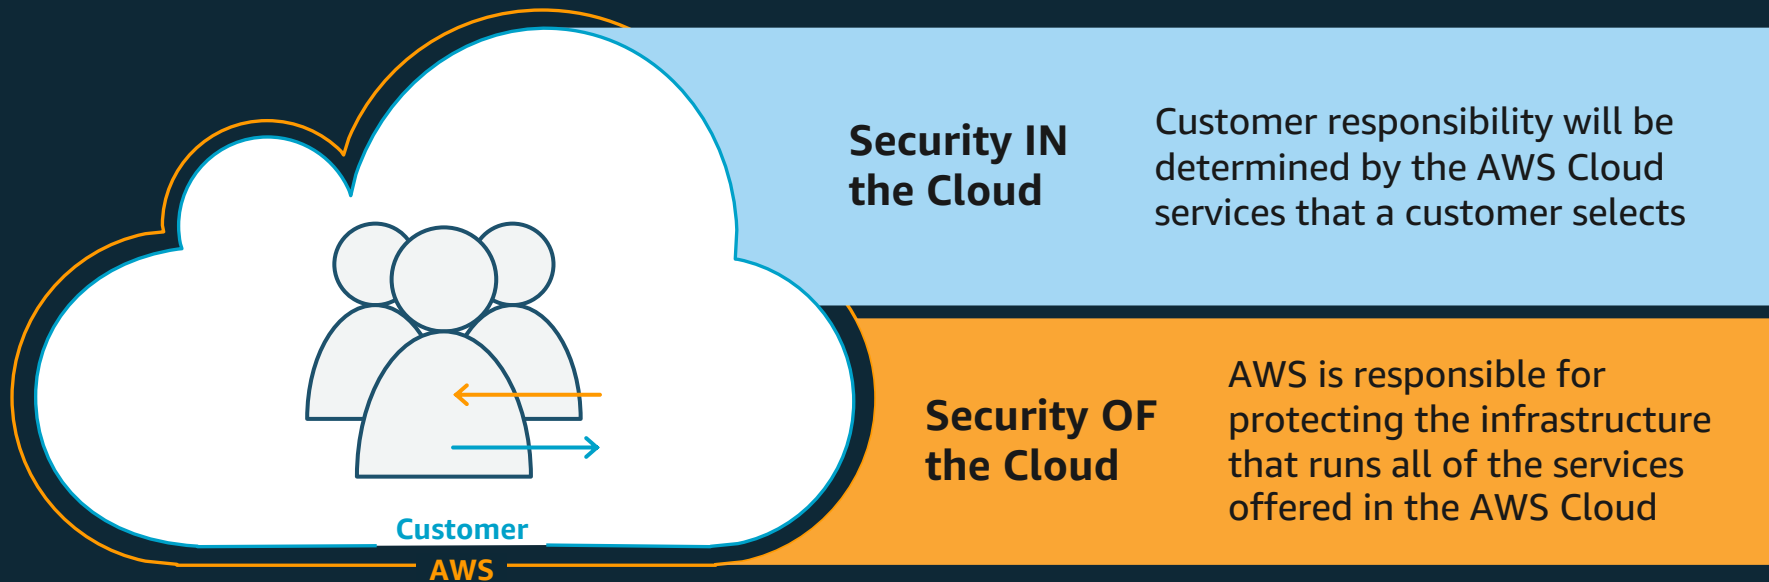 Security IN
the Cloud
Customer responsibility will be
determined by the AWS Cloud
services that a customer selects
Security OF
the Cloud
AWS is responsible for
protecting the infrastructure
that runs all of the services
offered in the AWS Cloud
Customer
AWS